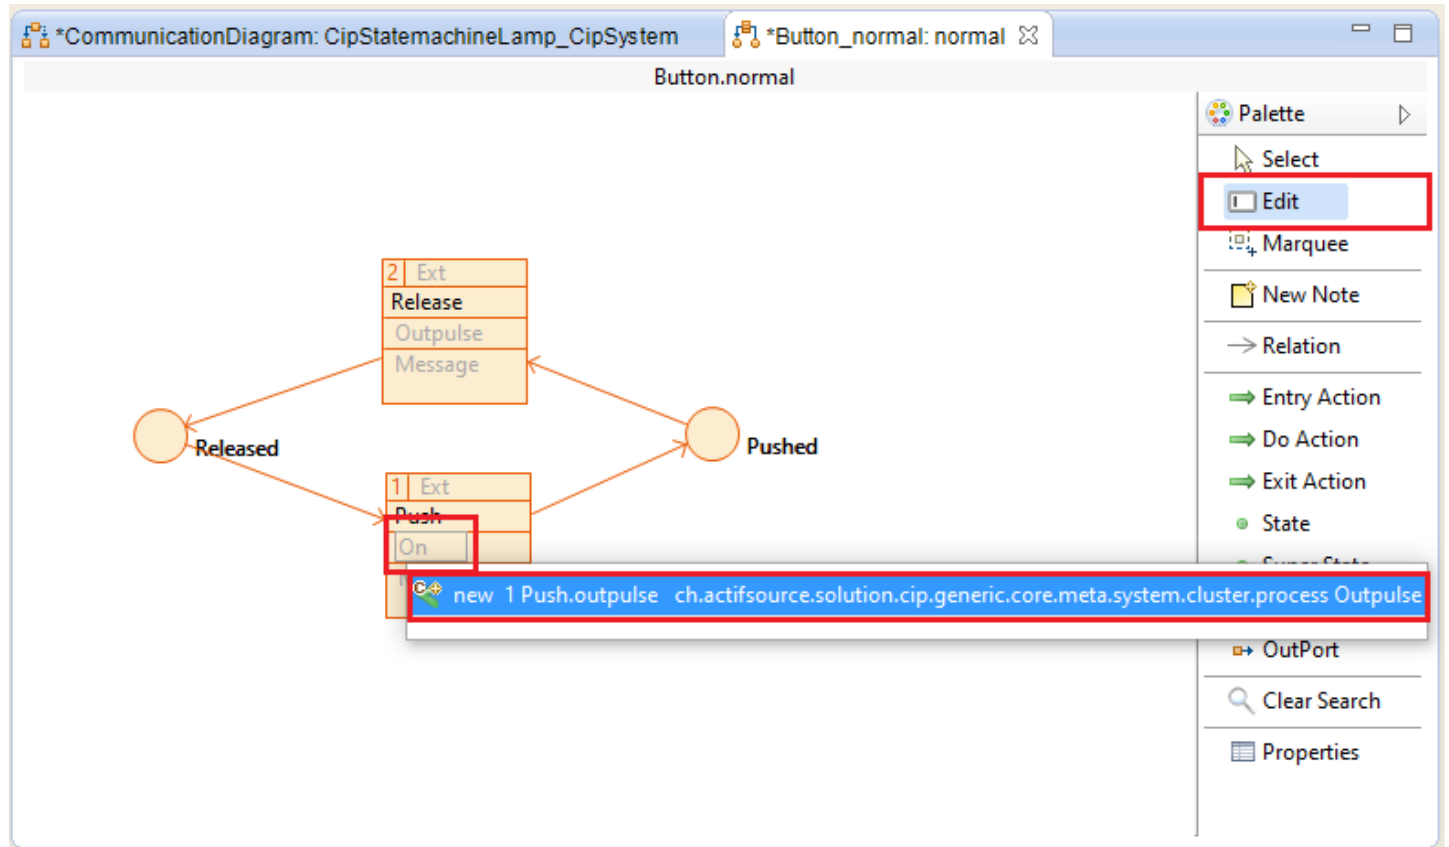 *CommunicationDiagram: CipStatemachineLamp_CipSystem
*Button_normal: normal
Button.normal
Palette
Select
Edit
Marquee
New Note
Relation
Entry Action
Do Action
Exit Action
State
Super State
OutPort
Clear Search
Properties
2 Ext
Release
Outpulse
Message
Released
Pushed
1 Ext
Push
On
new 1 Push.outpulse ch.actifsource.solution.cip.generic.core.meta.system.cluster.process Outpulse